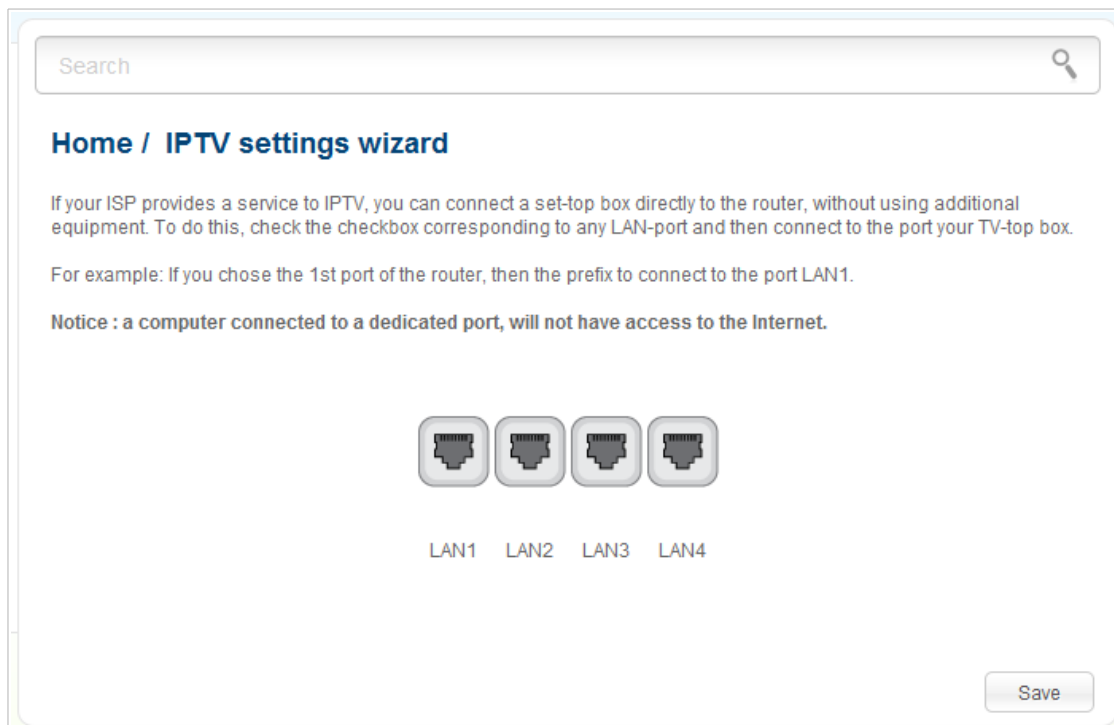 Search
Home /  IPTV settings wizard
If your ISP provides a service to IPTV, you can connect a set-top box directly to the router, without using additional
equipment. To do this, check the checkbox corresponding to any LAN-port and then connect to the port your TV-top box.
For example: If you chose the 1st port of the router, then the prefix to connect to the port LAN1.
Notice : a computer connected to a dedicated port, will not have access to the Internet.
LAN1 LAN2 LAN3 LAN4
Save